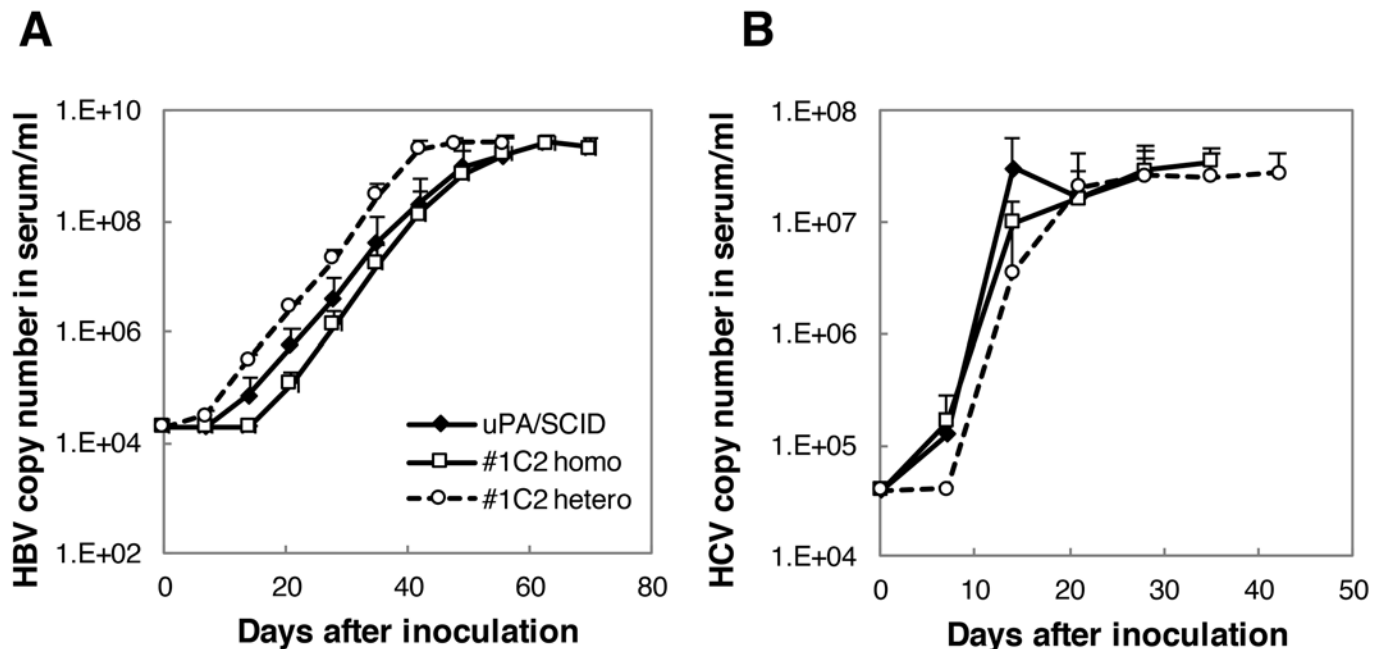 A
HBV copy number in serum/ml
1.E+10
1.E+08
1.E+06
1.E+04
1.E+02
uPA/SCID
#1C2 homo
#1C2 hetero
0 20 40 60 80
Days after inoculation
B
HCV copy number in serum/ml
1.E+08
1.E+07
1.E+06
1.E+05
1.E+04
0 10 20 30 40 50
Days after inoculation